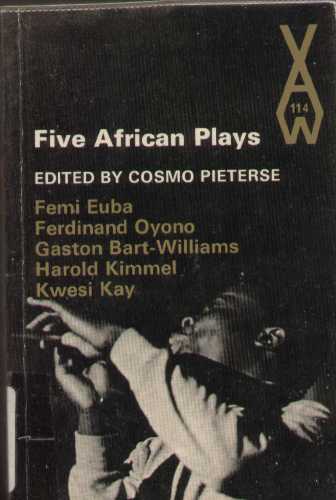 AWS
114
Five African Plays
EDITED BY COSMO PIETERSE
Femi Euba
Ferdinand Oyono
Gaston Bart-Williams
Harold Kimmel
Kwesi Kay